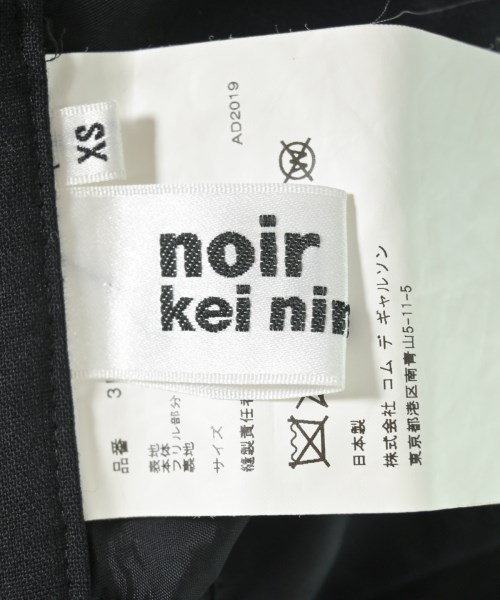 XS
noir
kei nin
AD2019
品番 3
表地
本体
フリル部分
裏地
サイズ
縫製責任者
日本製
株式会社 コム デ ギャルソン
東京都港区南青山5-11-5